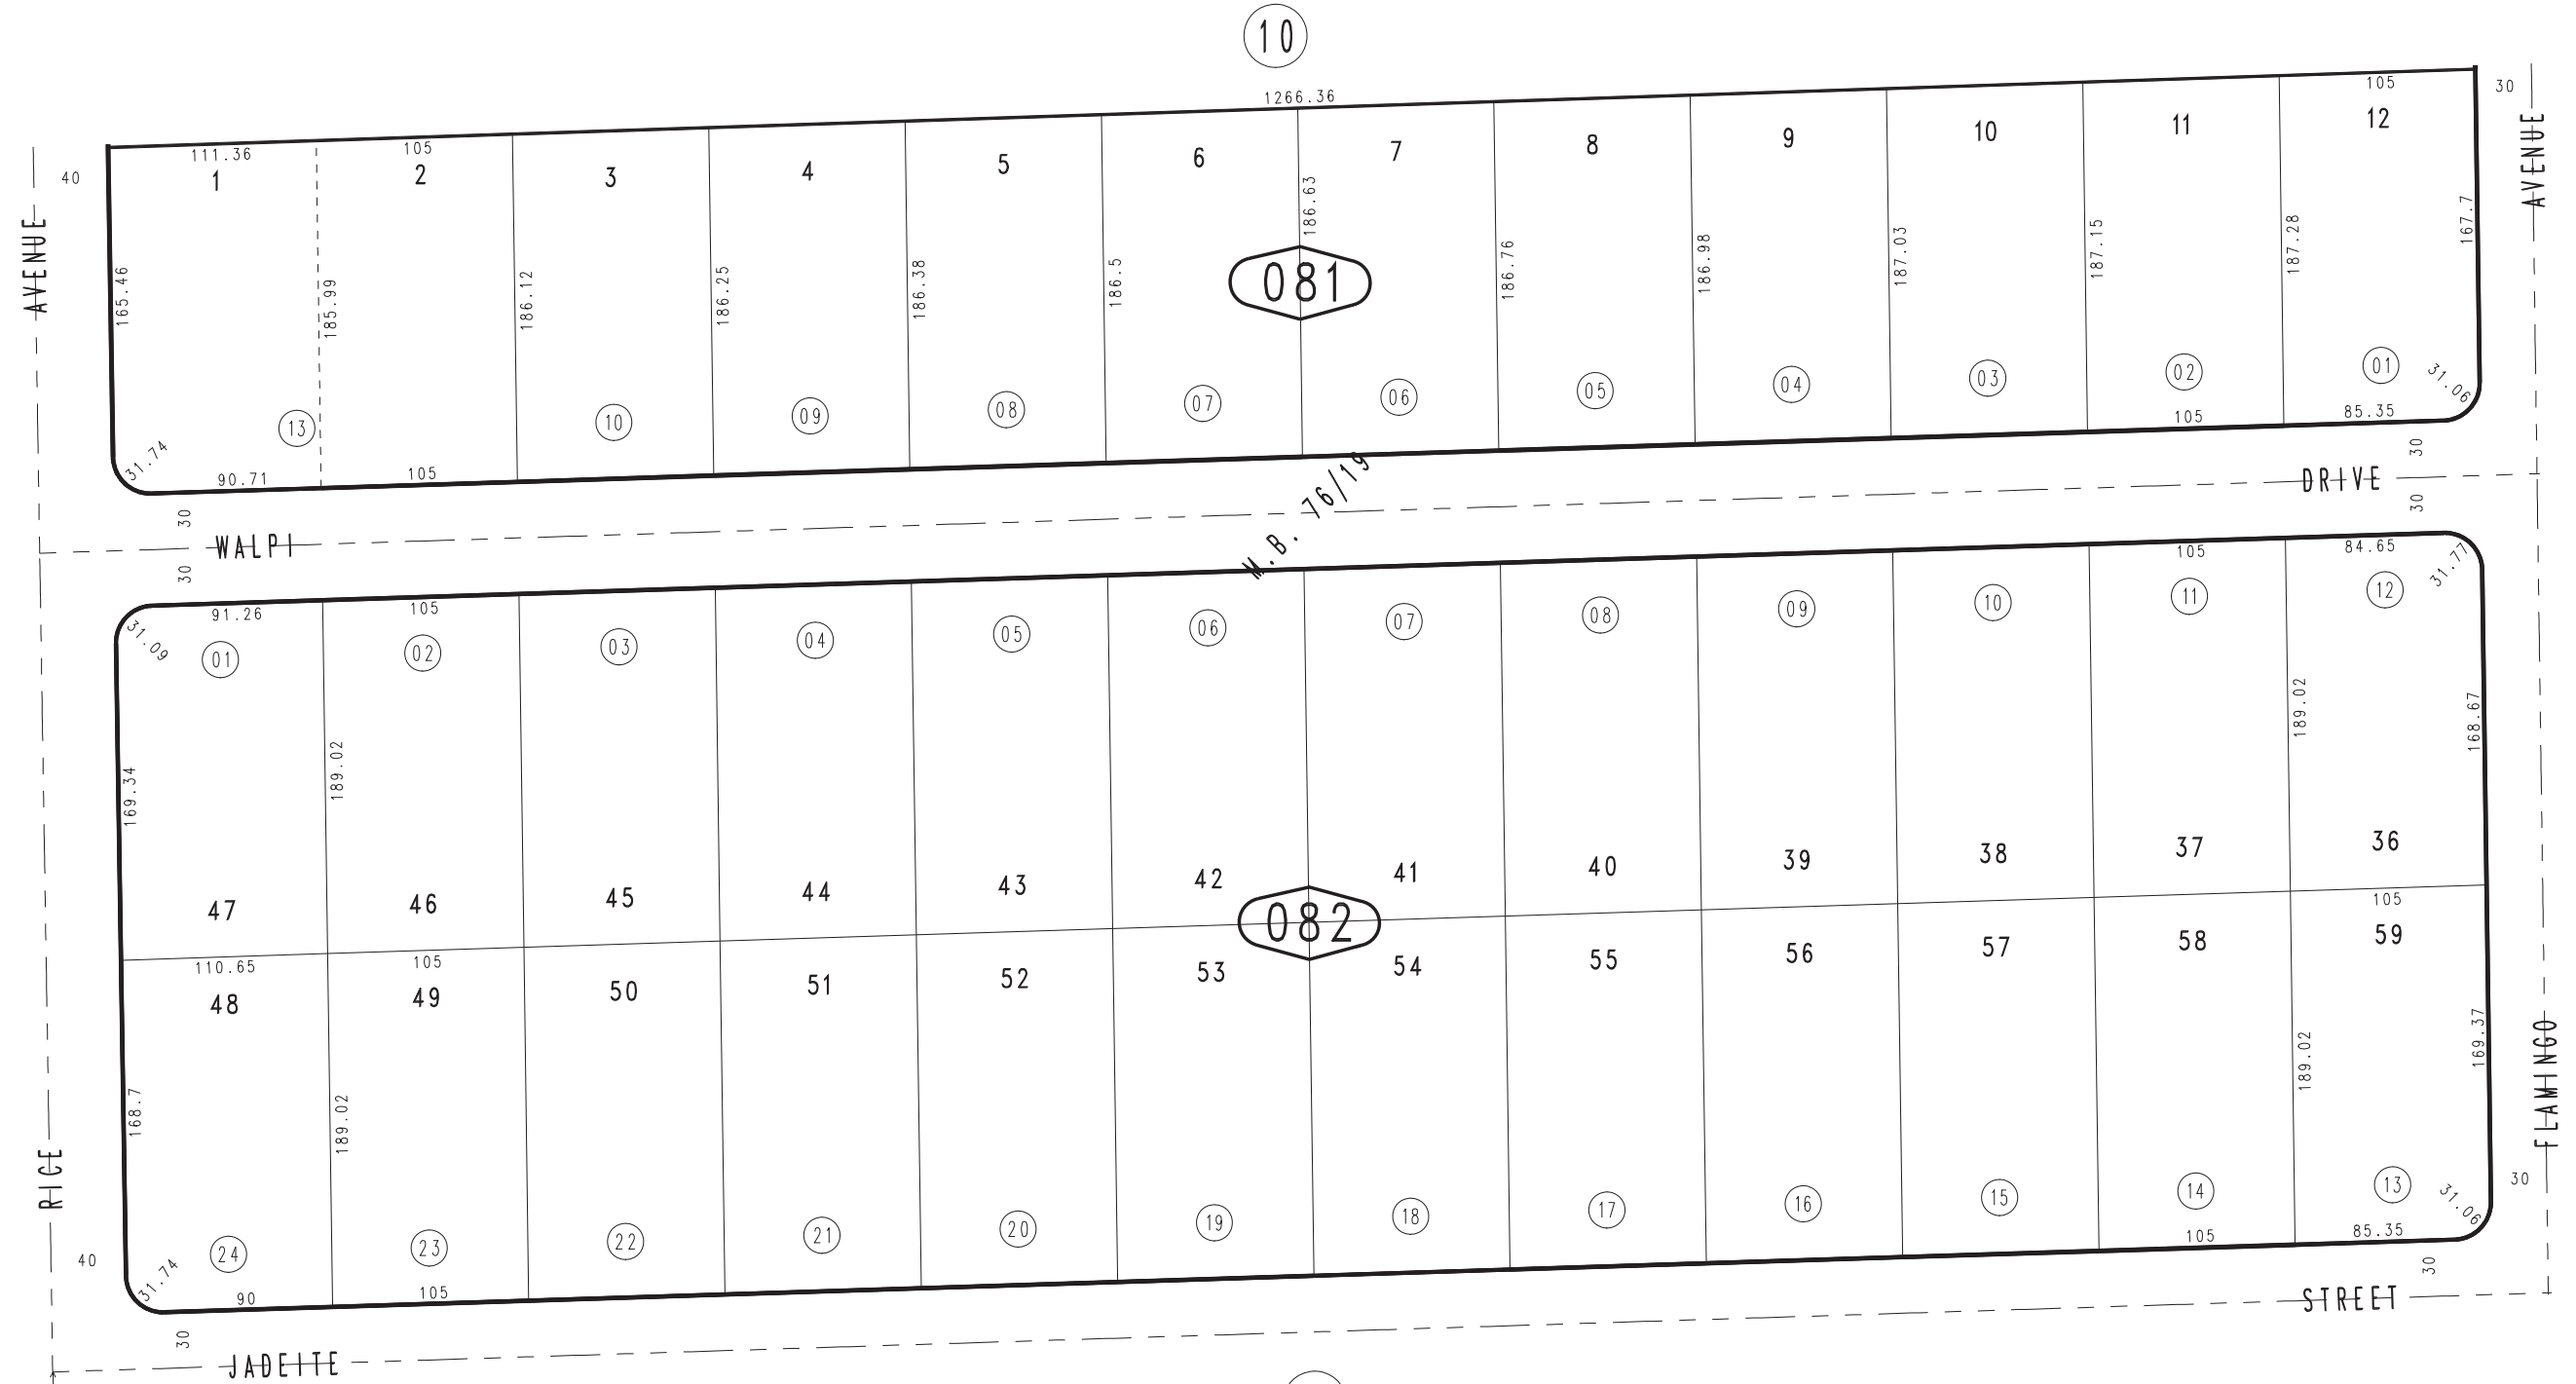 10
1266.36
111.36 105 105
1 2 3 4 5 6 7 8 9 10 11 12
40 30
AVENUE AVENUE
165.46 185.99 186.12 186.25 186.38 186.5 186.63 186.76 186.98 187.03 187.15 187.28 167.7
081
13 10 09 08 07 06 05 04 03 02 01
31.74 31.06
90.71 105 105 85.35
30 30
M.B. 76/19
WALPI DRIVE
30 30
91.26 105 105 84.65
31.09 31.77
01 02 03 04 05 06 07 08 09 10 11 12
169.34 189.02 189.02 168.67
47 46 45 44 43 42 41 40 39 38 37 36
082
110.65 105 105
48 49 50 51 52 53 54 55 56 57 58 59
168.7 189.02 189.02 169.37
RICE FLAMINGO
24 23 22 21 20 19 18 17 16 15 14 13
40 30
31.74 31.06
90 105 105 85.35
30 30
JADEITE STREET